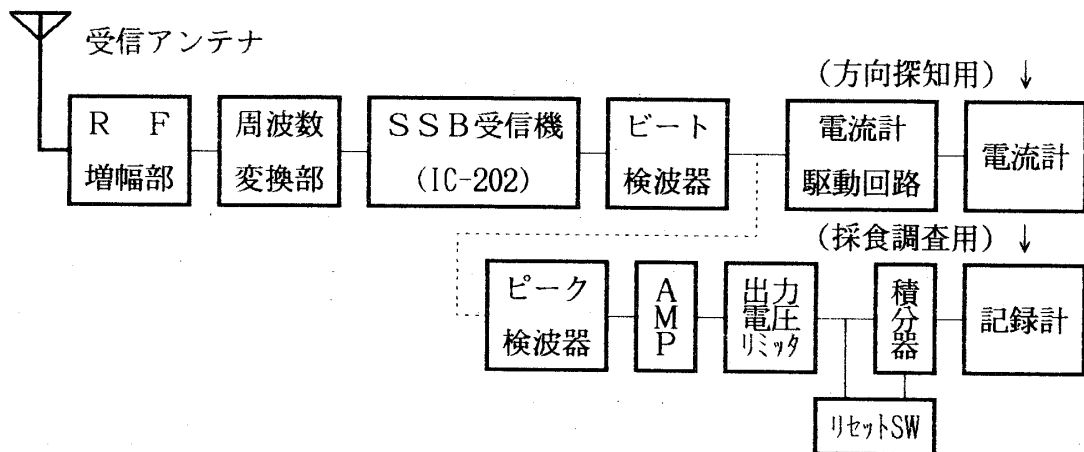 受信アンテナ
(方向探知用) ↓
RF
増幅部
周波数
変換部
SSB受信機
(IC-202)
ビート
検波器
電流計
駆動回路
電流計
(採食調査用) ↓
ピーク
検波器
AMP
出力
電圧
リミッタ
積分器
記録計
リセットSW